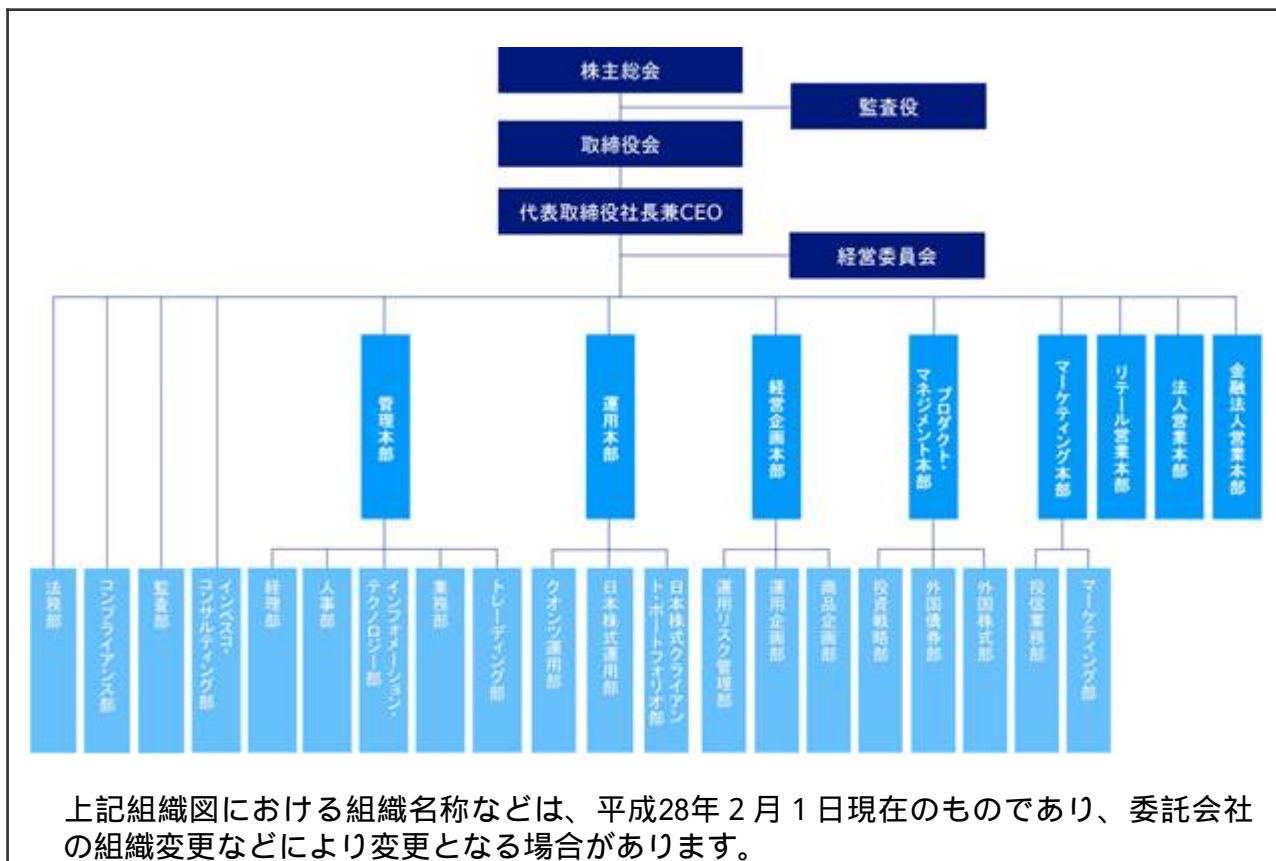 株主総会
監査役
取締役会
代表取締役社長兼CEO
経営委員会
管理本部
運用本部
経営企画本部
プロダクト・
マネジメント本部
マーケティング本部
リテール営業本部
法人営業本部
金融法人営業本部
法務部
コンプライアンス部
監査部
インベスコ・
コンサルティング部
経理部
人事部
インフォメーション・
テクノロジー部
業務部
トレーディング部
クオンツ運用部
日本株式運用部
日本株式クライアン
ト・ポートフォリオ部
運用リスク管理部
運用企画部
商品企画部
投資戦略部
外国債券部
外国株式部
投信業務部
マーケティング部
上記組織図における組織名称などは、平成28年２月１日現在のものであり、委託会社
の組織変更などにより変更となる場合があります。